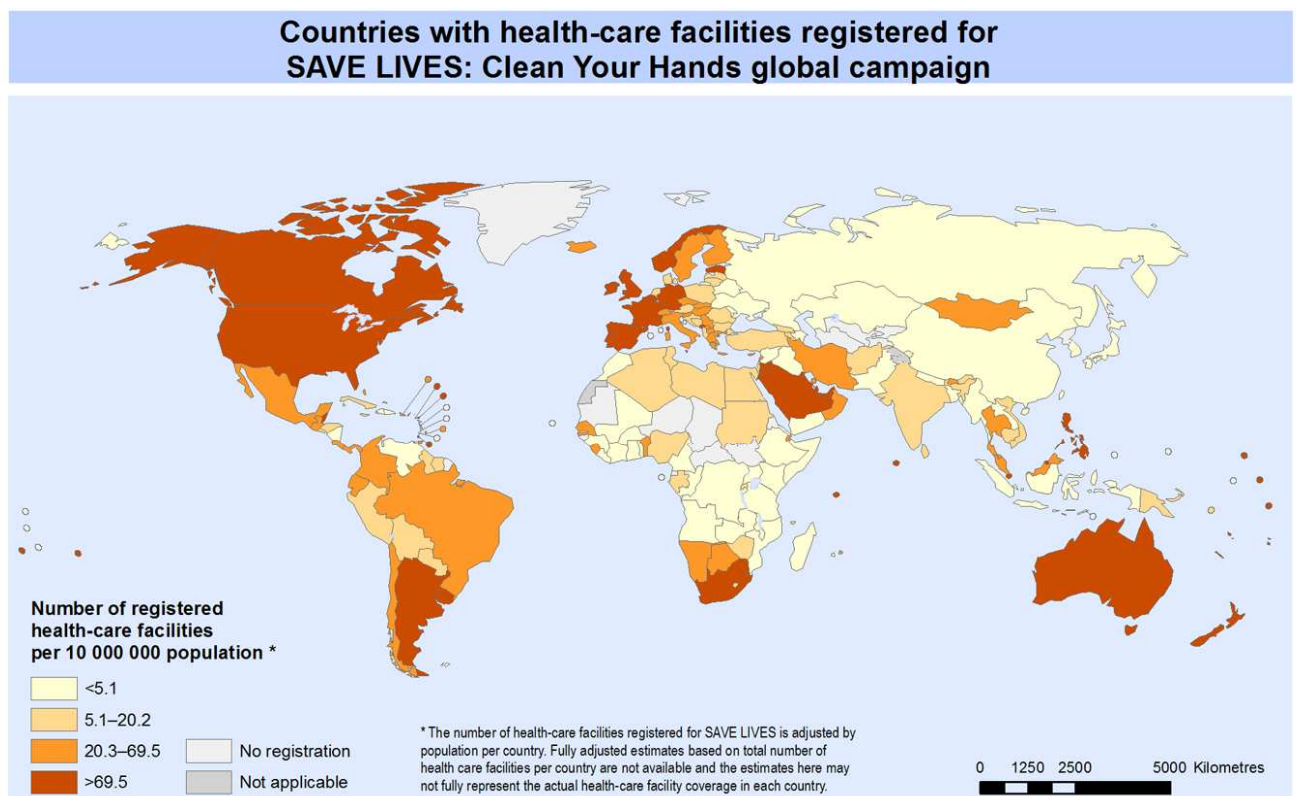 Countries with health-care facilities registered for
SAVE LIVES: Clean Your Hands global campaign
Number of registered
health-care facilities
per 10 000 000 population *
<5.1
5.1–20.2
20.3–69.5
>69.5
No registration
Not applicable
* The number of health-care facilities registered for SAVE LIVES is adjusted by
population per country. Fully adjusted estimates based on total number of
health care facilities per country are not available and the estimates here may
not fully represent the actual health-care facility coverage in each country.
0 1250 2500 5000 Kilometres